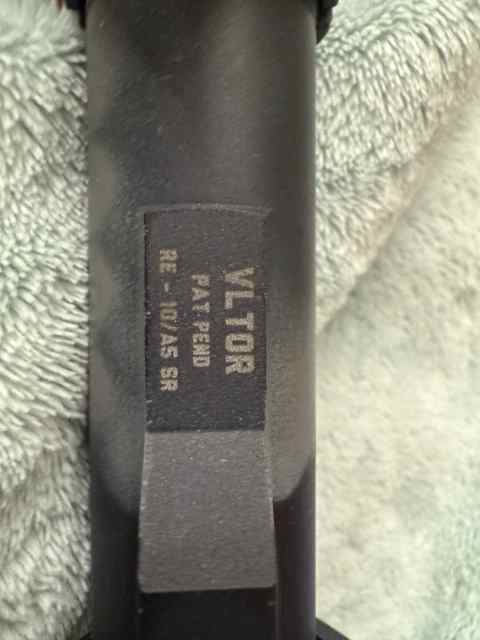 VLTOR
PAT PEND
RE - 10/A5 SR